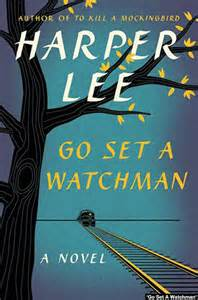 AUTHOR OF TO KILL A MOCKINGBIRD
HARPER
LEE
GO SET A
WATCHMAN
A NOVEL
'Go Set A Watchman'